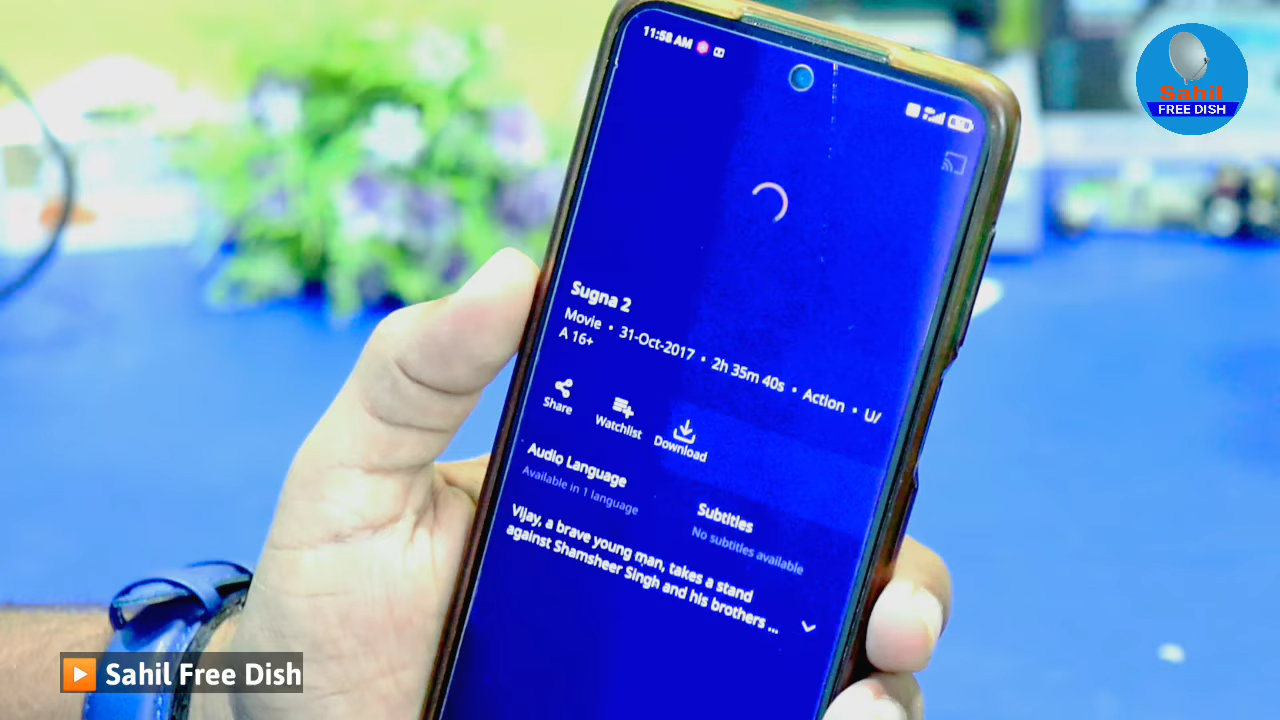 11:58 AM
Sahil
FREE DISH
Sugna 2
Movie • 31-Oct-2017 • 2h 35m 40s • Action • U/
A 16+
Share
Watchlist
Download
Audio Language
Available in 1 language
Subtitles
No subtitles available
Vijay, a brave young man, takes a stand
against Shamsheer Singh and his brothers ...
Sahil Free Dish